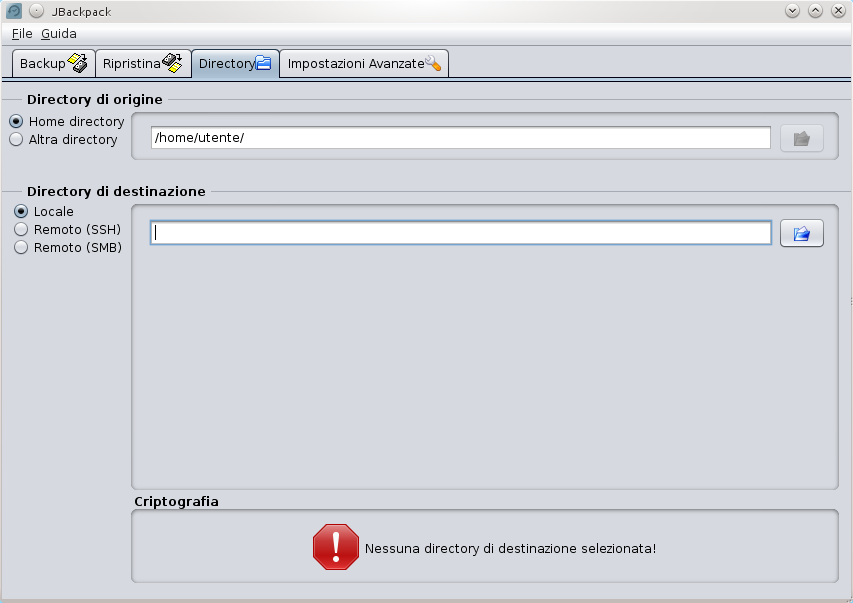 JBackpack
File Guida
Backup Ripristina Directory Impostazioni Avanzate
Directory di origine
Home directory
/home/utente/
Altra directory
Directory di destinazione
Locale
Remoto (SSH)
Remoto (SMB)
Criptografia
Nessuna directory di destinazione selezionata!